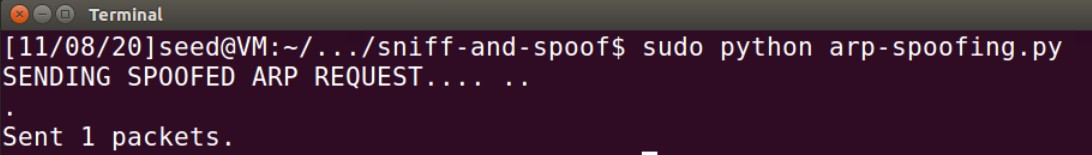 Terminal
[11/08/20]seed@VM:~/.../sniff-and-spoof$ sudo python arp-spoofing.py
SENDING SPOOFED ARP REQUEST.... ..
.
Sent 1 packets.